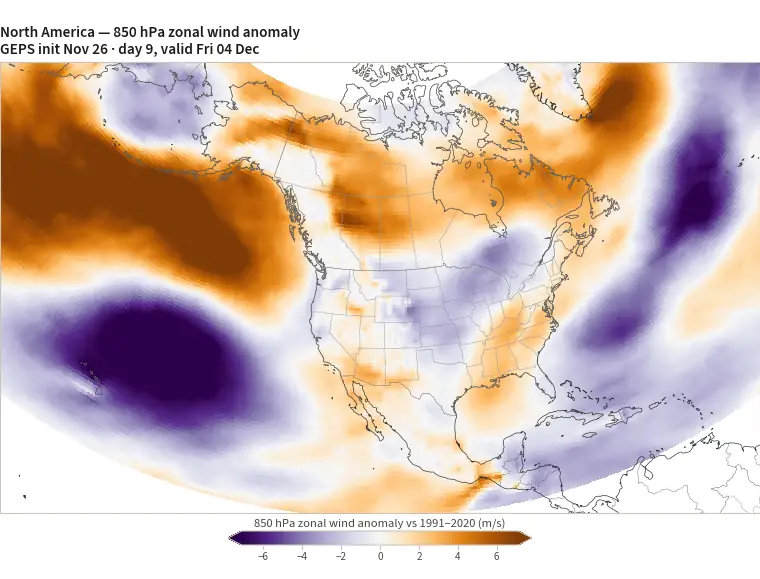 North America — 850 hPa zonal wind anomaly
GEPS init Nov 26 · day 9, valid Fri 04 Dec
850 hPa zonal wind anomaly vs 1991–2020 (m/s)
−6 −4 −2 0 2 4 6